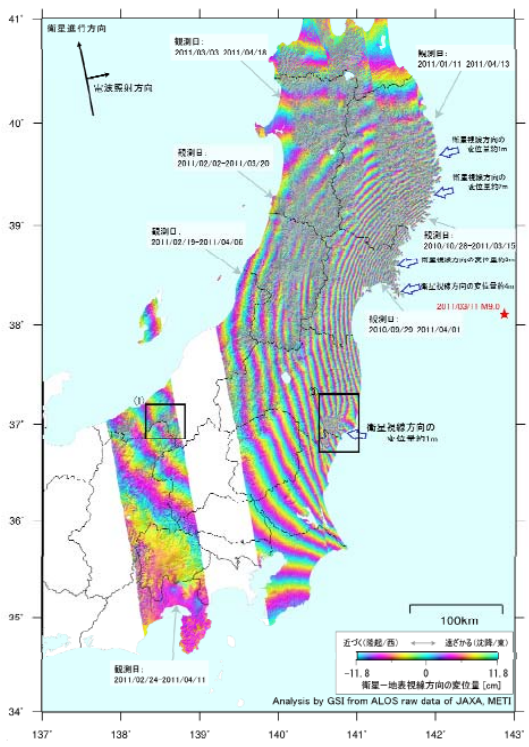 衛星進行方向
電波照射方向
観測日:
2011/03/03 2011/04/18
観測日:
2011/01/11 2011/04/13
衛星視線方向の
変位量約1m
観測日:
2011/02/02-2011/03/20
衛星視線方向の
変位量約2m
観測日:
2011/02/19-2011/04/06
観測日:
2010/10/28-2011/03/15
衛星視線方向の変位量約3m
衛星視線方向の変位量約4m
2011/03/11 M9.0
観測日:
2010/09/29 2011/04/01
衛星視線方向の
変位量約1m
観測日:
2011/02/24-2011/04/11
100km
近づく(隆起/西)
遠ざかる(沈降/東)
-11.8
0
11.8
衛星-地表視線方向の変位量 [cm]
Analysis by GSI from ALOS raw data of JAXA, METI
41°
40°
39°
38°
37°
36°
35°
34°
137°
138°
139°
140°
141°
142°
143°